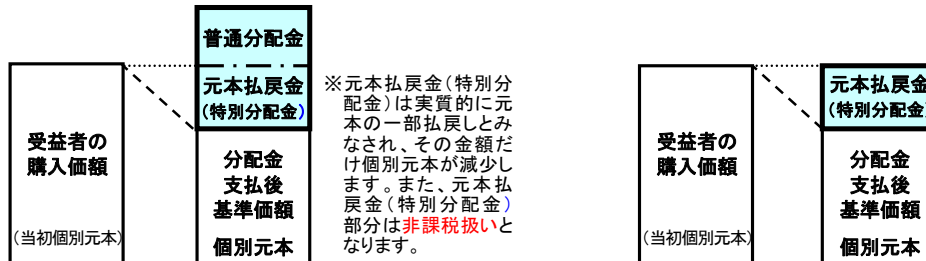 普通分配金
元本払戻金
(特別分配金)
受益者の
購入価額
(当初個別元本)
分配金
支払後
基準価額
個別元本
※元本払戻金(特別分
配金)は実質的に元
本の一部払戻しとみ
なされ、その金額だ
け個別元本が減少し
ます。また、元本払
戻金(特別分配金)
部分は非課税扱いと
なります。
元本払戻金
(特別分配金)
受益者の
購入価額
(当初個別元本)
分配金
支払後
基準価額
個別元本